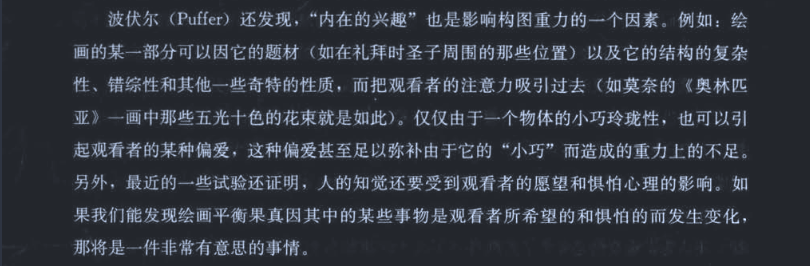 波伏尔（Puffer）还发现，“内在的兴趣”也是影响构图重力的一个因素。例如：绘
画的某一部分可以因它的题材（如在礼拜时圣子周围的那些位置）以及它的结构的复杂
性、错综性和其他一些奇特的性质，而把观看者的注意力吸引过去（如莫奈的《奥林匹
亚》一画中那些五光十色的花束就是如此）。仅仅由于一个物体的小巧玲珑性，也可以引
起观看者的某种偏爱，这种偏爱甚至足以弥补由于它的“小巧”而造成的重力上的不足。
另外，最近的一些试验还证明，人的知觉还要受到观看者的愿望和惧怕心理的影响。如
果我们能发现绘画平衡果真因其中的某些事物是观看者所希望的和惧怕的而发生变化，
那将是一件非常有意思的事情。